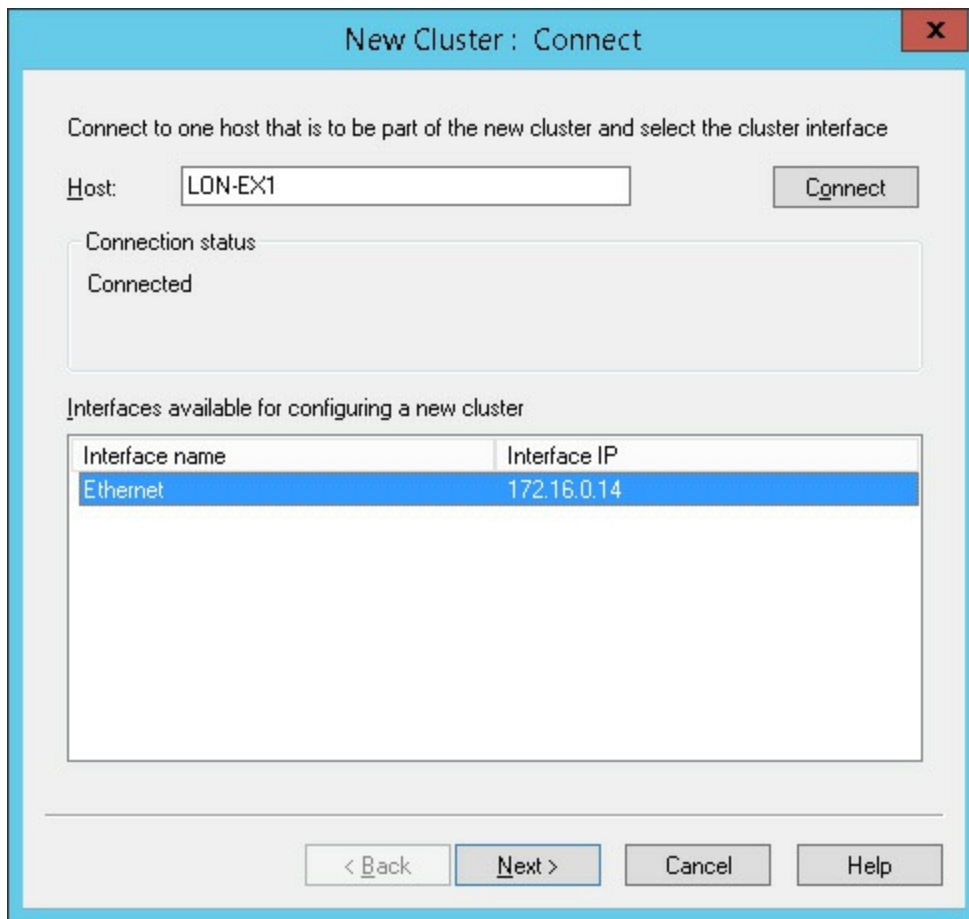 New Cluster : Connect
x
Connect to one host that is to be part of the new cluster and select the cluster interface
Host: LON-EX1 Connect
Connection status
Connected
Interfaces available for configuring a new cluster
Interface name Interface IP
Ethernet 172.16.0.14
< Back Next > Cancel Help